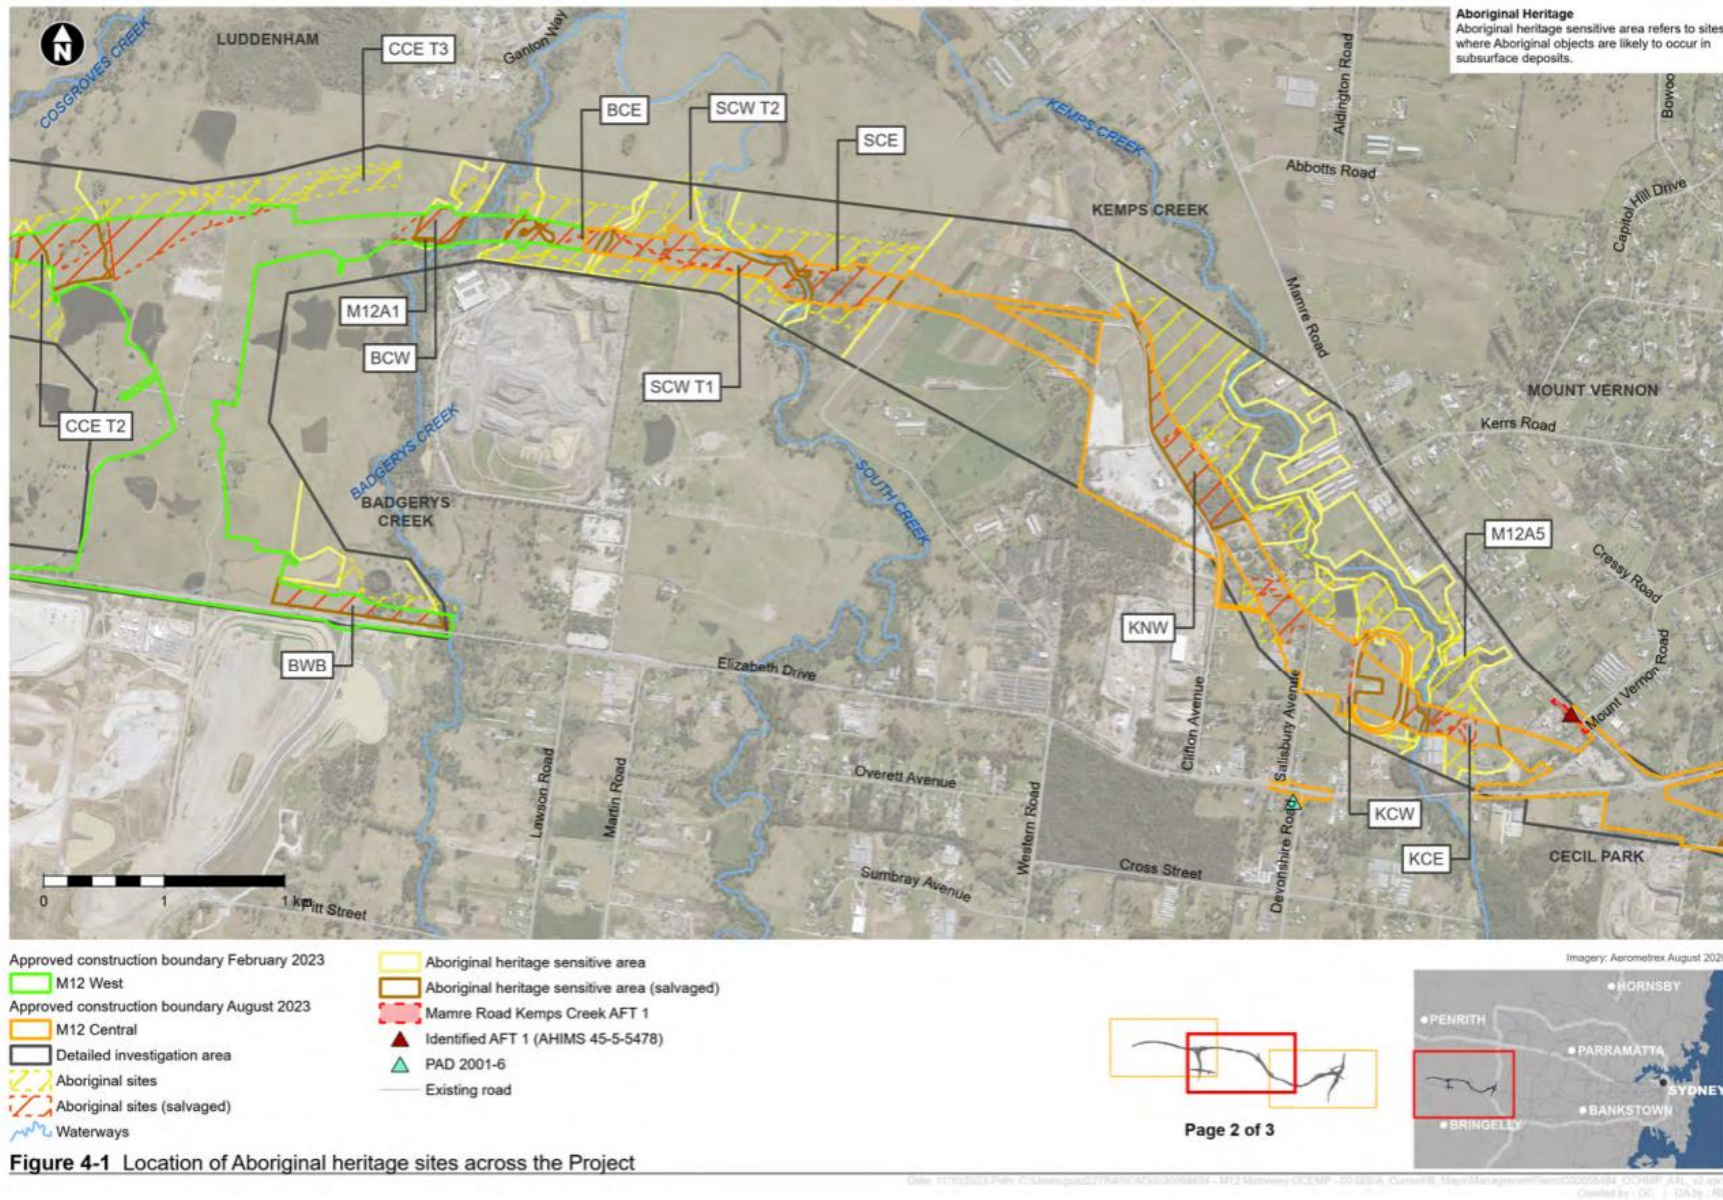 Aboriginal Heritage
Aboriginal heritage sensitive area refers to sites
where Aboriginal objects are likely to occur in
subsurface deposits.
N
LUDDENHAM
COSGROVES CREEK
CCE T3
Ganton Way
BCE
SCW T2
SCE
KEMPS CREEK
Aldington Road
Abbotts Road
Capitol Hill Drive
KEMPS CREEK
M12A1
BCW
SCW T1
Mamre Road
MOUNT VERNON
Kerrs Road
CCE T2
BADGERYS CREEK
BADGERYS
CREEK
SOUTH CREEK
M12A5
Cressy Road
KNW
BWB
Elizabeth Drive
Mount Vernon Road
Clifton Avenue
Salisbury Avenue
Lawson Road
Martin Road
Overett Avenue
Western Road
Devonshire Road
KCW
KCE
CECIL PARK
Cross Street
Sumbray Avenue
0 1 1 km
Pitt Street
Imagery: Aerometrex August 202
Approved construction boundary February 2023
M12 West
Approved construction boundary August 2023
M12 Central
Detailed investigation area
Aboriginal sites
Aboriginal sites (salvaged)
Waterways
Aboriginal heritage sensitive area
Aboriginal heritage sensitive area (salvaged)
Mamre Road Kemps Creek AFT 1
Identified AFT 1 (AHIMS 45-5-5478)
PAD 2001-6
Existing road
Page 2 of 3
HORNSBY
PENRITH
PARRAMATTA
SYDNEY
BANKSTOWN
BRINGELLY
Figure 4-1 Location of Aboriginal heritage sites across the Project